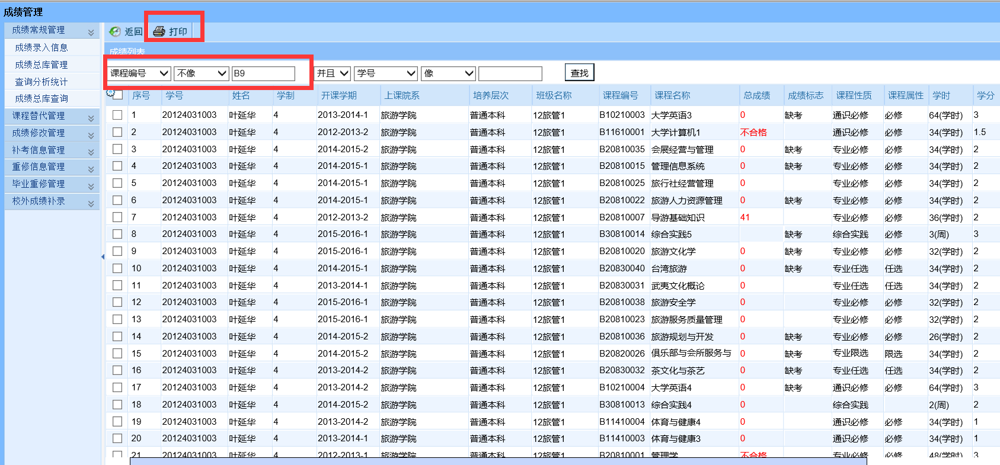 成绩管理
成绩常规管理
成绩录入信息
成绩总库管理
查询分析统计
成绩总库查询
课程替代管理
成绩修改管理
补考信息管理
重修信息管理
毕业重修管理
校外成绩补录
返回 打印
成绩列表
课程编号 不像 B9 并且 学号 像 查找
序号 学号 姓名 学制 开课学期 上课院系 培养层次 班级名称 课程编号 课程名称 总成绩 成绩标志 课程性质 课程属性 学时 学分
1 20124031003 叶延华 4 2013-2014-1 旅游学院 普通本科 12旅管1 B10210003 大学英语3 0 缺考 通识必修 必修 64(学时) 3
2 20124031003 叶延华 4 2012-2013-2 旅游学院 普通本科 12旅管1 B11610001 大学计算机1 不合格 通识必修 必修 34(学时) 1.5
3 20124031003 叶延华 4 2014-2015-2 旅游学院 普通本科 12旅管1 B20810035 会展经营与管理 0 缺考 专业必修 必修 34(学时) 2
4 20124031003 叶延华 4 2014-2015-1 旅游学院 普通本科 12旅管1 B20810015 管理信息系统 0 缺考 专业必修 必修 34(学时) 2
5 20124031003 叶延华 4 2014-2015-1 旅游学院 普通本科 12旅管1 B20810025 旅行社经营管理 0 专业必修 必修 34(学时) 2
6 20124031003 叶延华 4 2014-2015-1 旅游学院 普通本科 12旅管1 B20810022 旅游人力资源管理 0 缺考 专业必修 必修 34(学时) 2
7 20124031003 叶延华 4 2012-2013-2 旅游学院 普通本科 12旅管1 B20810007 导游基础知识 41 专业必修 必修 36(学时) 2
8 20124031003 叶延华 4 2015-2016-1 旅游学院 普通本科 12旅管1 B30810014 综合实践5 缺考 综合实践 必修 3(周) 3
9 20124031003 叶延华 4 2015-2016-1 旅游学院 普通本科 12旅管1 B20810020 旅游文化学 0 缺考 专业必修 必修 32(学时) 2
10 20124031003 叶延华 4 2014-2015-1 旅游学院 普通本科 12旅管1 B20830040 台湾旅游 0 缺考 专业任选 任选 34(学时) 2
11 20124031003 叶延华 4 2013-2014-1 旅游学院 普通本科 12旅管1 B20830031 武夷文化概论 0 专业任选 任选 34(学时) 2
12 20124031003 叶延华 4 2015-2016-1 旅游学院 普通本科 12旅管1 B20810038 旅游安全学 0 专业必修 必修 32(学时) 2
13 20124031003 叶延华 4 2015-2016-1 旅游学院 普通本科 12旅管1 B20810023 旅游服务质量管理 0 专业必修 必修 32(学时) 2
14 20124031003 叶延华 4 2014-2015-2 旅游学院 普通本科 12旅管1 B20810036 旅游规划与开发 0 缺考 专业必修 必修 26(学时) 2
15 20124031003 叶延华 4 2014-2015-2 旅游学院 普通本科 12旅管1 B20820026 俱乐部与会所服务与 0 缺考 专业限选 限选 34(学时) 2
16 20124031003 叶延华 4 2013-2014-2 旅游学院 普通本科 12旅管1 B20830032 茶文化与茶艺 0 缺考 专业任选 任选 34(学时) 2
17 20124031003 叶延华 4 2013-2014-2 旅游学院 普通本科 12旅管1 B10210004 大学英语4 0 缺考 通识必修 必修 64(学时) 3
18 20124031003 叶延华 4 2014-2015-2 旅游学院 普通本科 12旅管1 B30810013 综合实践4 0 综合实践 2(周) 2
19 20124031003 叶延华 4 2013-2014-2 旅游学院 普通本科 12旅管1 B11410004 体育与健康4 0 通识必修 必修 34(学时) 1
20 20124031003 叶延华 4 2013-2014-1 旅游学院 普通本科 12旅管1 B11410003 体育与健康3 0 通识必修 必修 34(学时) 1
21 20124031003 叶延华 4 2012-2013-1 旅游学院 普通本科 12旅管1 B20810001 管理学 不合格 专业必修 必修 48(学时) 3